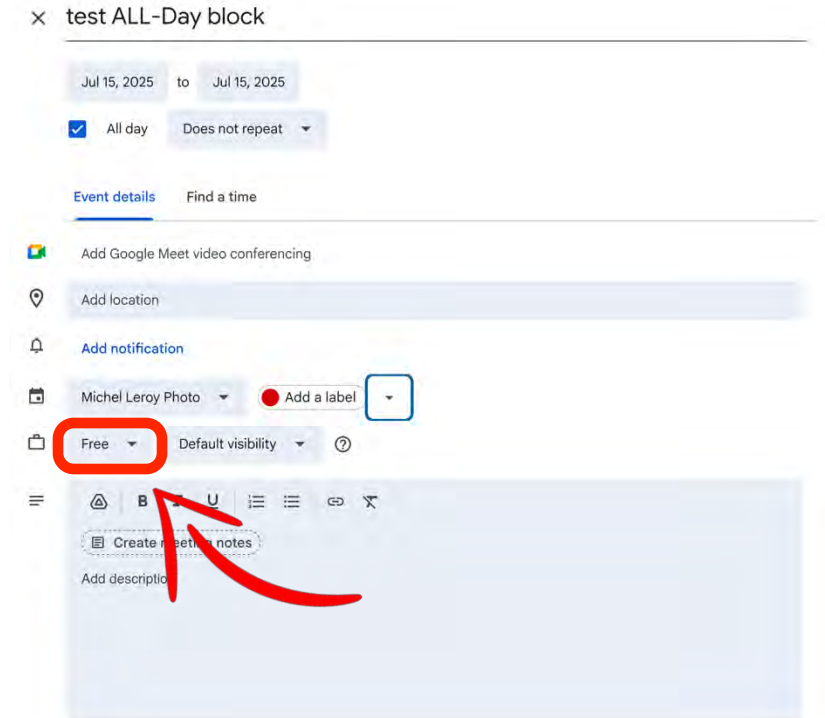 test ALL-Day block
Jul 15, 2025 to Jul 15, 2025
All day Does not repeat
Event details Find a time
Add Google Meet video conferencing
Add location
Add notification
Michel Leroy Photo Add a label
Free Default visibility
B I U
Create meeting notes
Add description